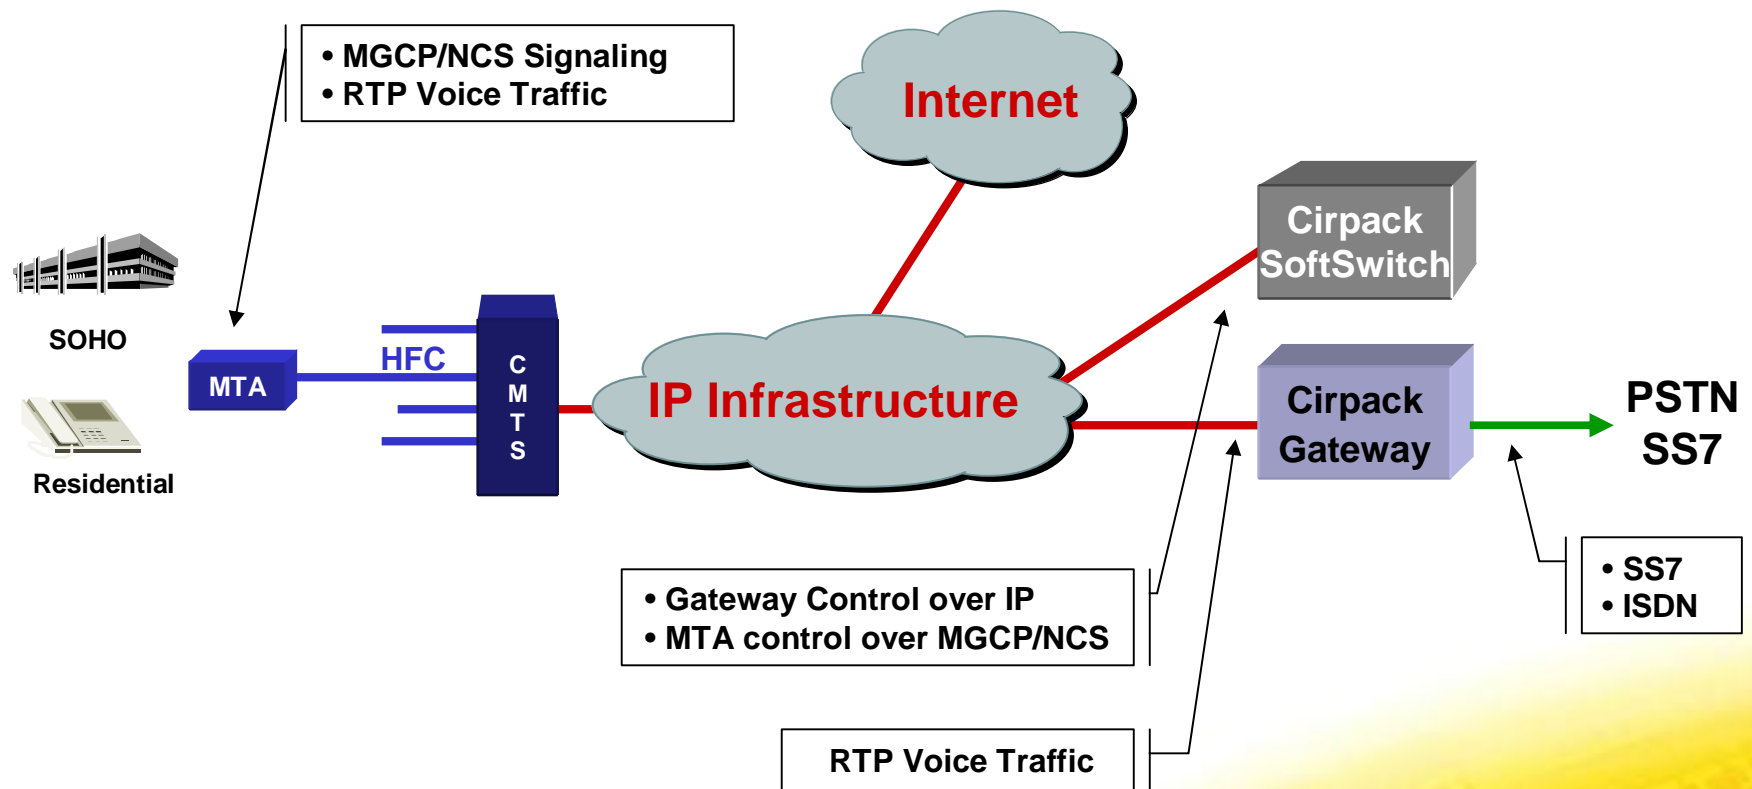 • MGCP/NCS Signaling
• RTP Voice Traffic
Internet
Cirpack
SoftSwitch
SOHO
MTA
HFC
C
M
T
S
IP Infrastructure
Cirpack
Gateway
PSTN
SS7
Residential
• Gateway Control over IP
• MTA control over MGCP/NCS
• SS7
• ISDN
RTP Voice Traffic